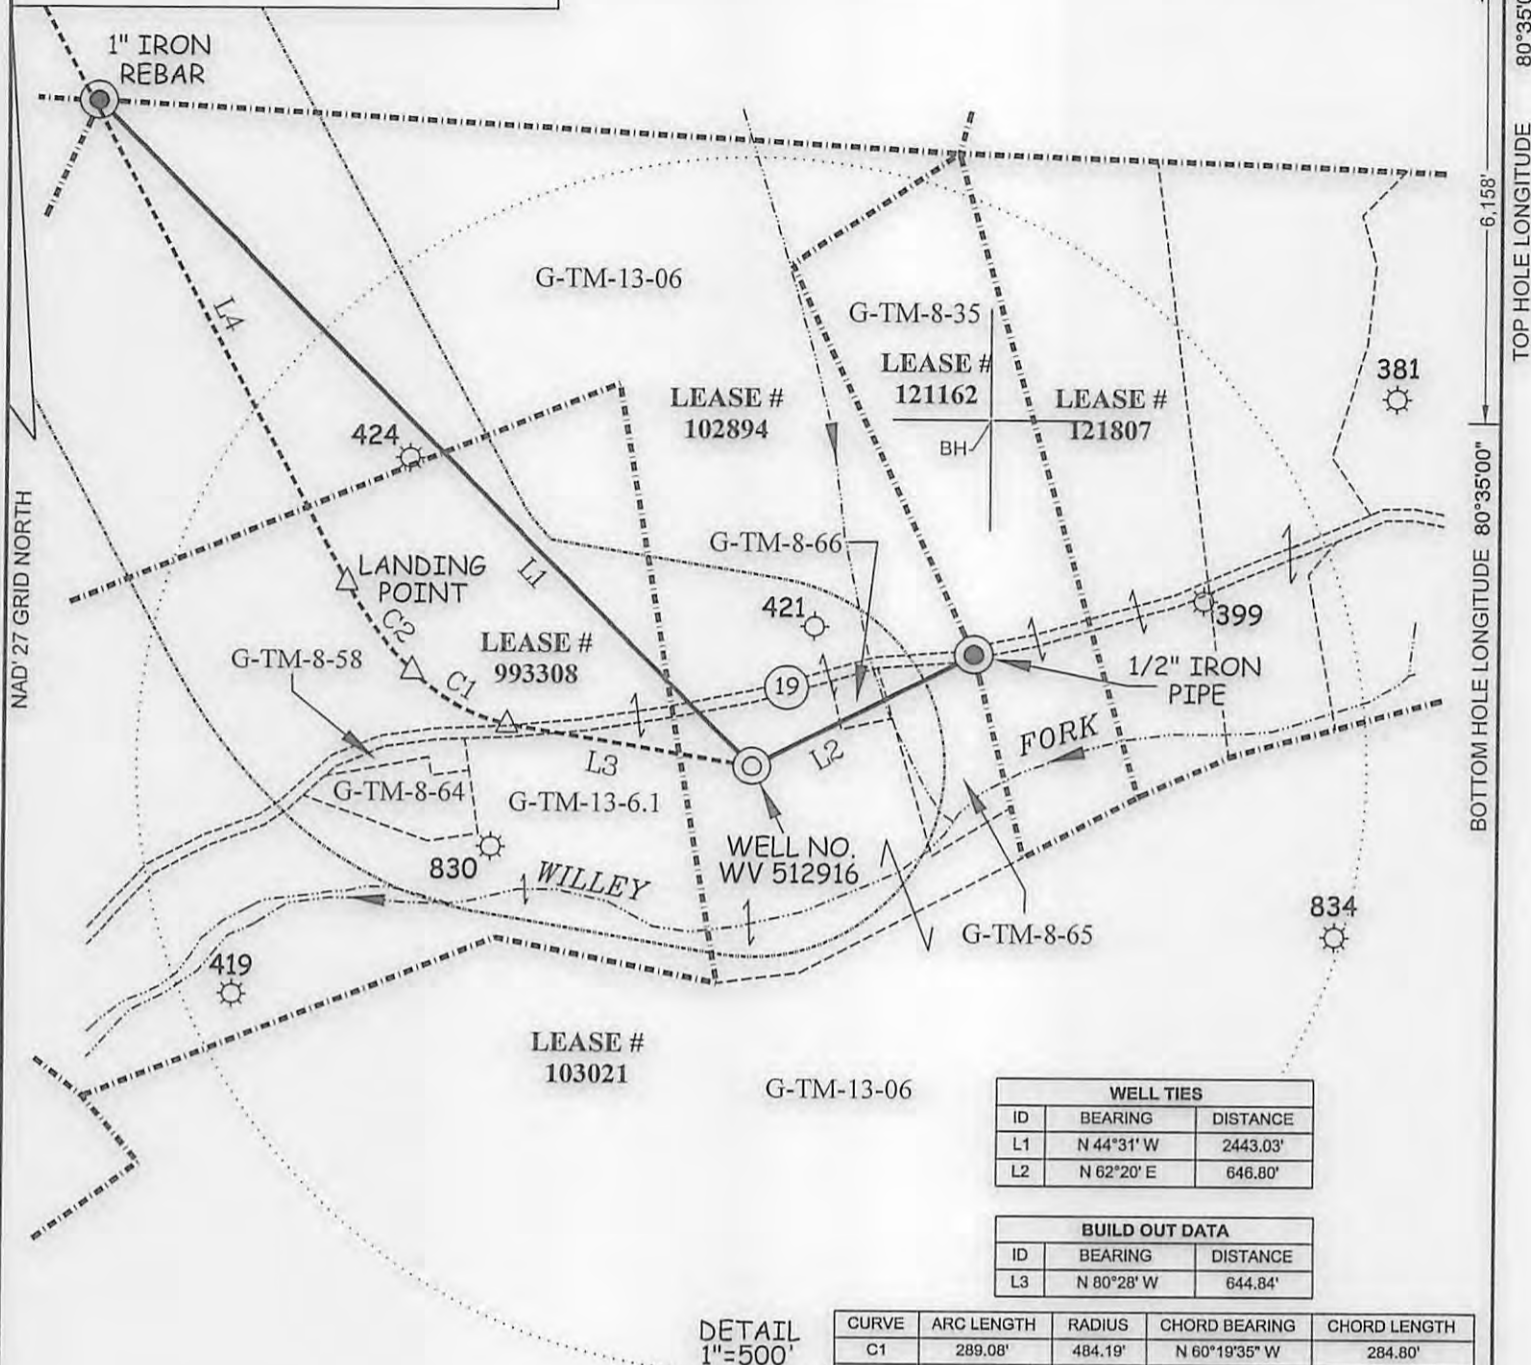 1" IRON
REBAR
80°35'0
TOP HOLE LONGITUDE
6,158'
G-TM-13-06
L4
G-TM-8-35
LEASE #
121162
LEASE #
102894
LEASE #
121807
381
BH
424
NAD'27 GRID NORTH
BOTTOM HOLE LONGITUDE 80°35'00"
G-TM-8-66
LANDING
POINT
L1
C2
421
399
G-TM-8-58
LEASE #
993308
C1
19
1/2" IRON
PIPE
L3
L2
FORK
G-TM-8-64
G-TM-13-6.1
830
WILLEY
WELL NO.
WV 512916
G-TM-8-65
834
419
LEASE #
103021
G-TM-13-06
WELL TIES
ID BEARING DISTANCE
L1 N 44°31' W 2443.03'
L2 N 62°20' E 646.80'
BUILD OUT DATA
ID BEARING DISTANCE
L3 N 80°28' W 644.84'
DETAIL
1"=500'
CURVE ARC LENGTH RADIUS CHORD BEARING CHORD LENGTH
C1 289.08' 484.19' N 60°19'35" W 284.80'